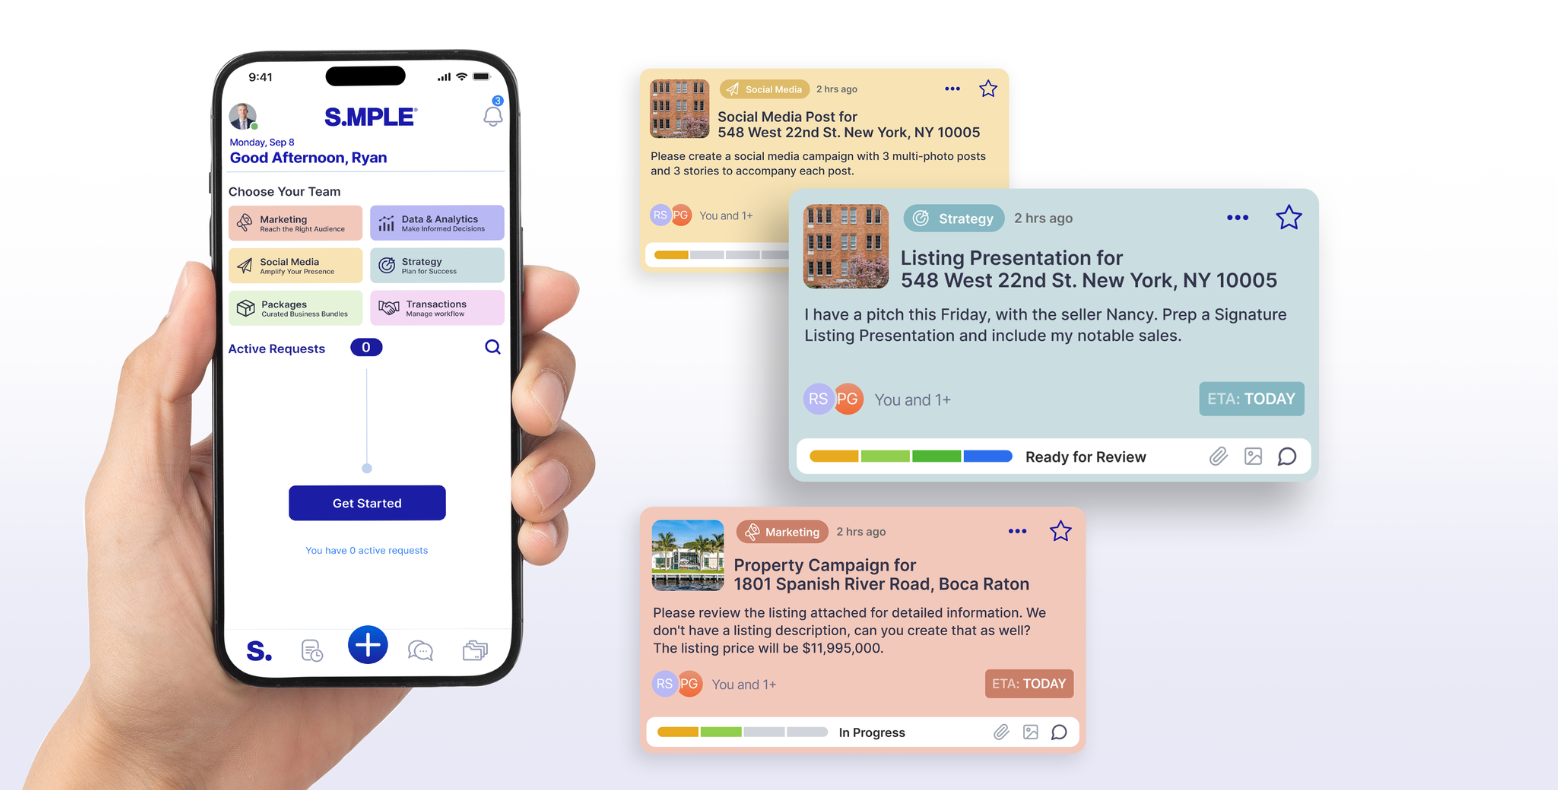 9:41
3
S.MPLE®
Monday, Sep 8
Good Afternoon, Ryan
Choose Your Team
Marketing
Reach the Right Audience
Data & Analytics
Make Informed Decisions
Social Media
Amplify Your Presence
Strategy
Plan for Success
Packages
Curated Business Bundles
Transactions
Manage workflow
Active Requests
0
Get Started
You have 0 active requests
S.
Social Media
2 hrs ago
Social Media Post for
548 West 22nd St. New York, NY 10005
Please create a social media campaign with 3 multi-photo posts
and 3 stories to accompany each post.
RS
PG
You and 1+
Strategy
2 hrs ago
Listing Presentation for
548 West 22nd St. New York, NY 10005
I have a pitch this Friday, with the seller Nancy. Prep a Signature
Listing Presentation and include my notable sales.
RS
PG
You and 1+
ETA: TODAY
Ready for Review
Marketing
2 hrs ago
Property Campaign for
1801 Spanish River Road, Boca Raton
Please review the listing attached for detailed information. We
don't have a listing description, can you create that as well?
The listing price will be $11,995,000.
RS
PG
You and 1+
ETA: TODAY
In Progress